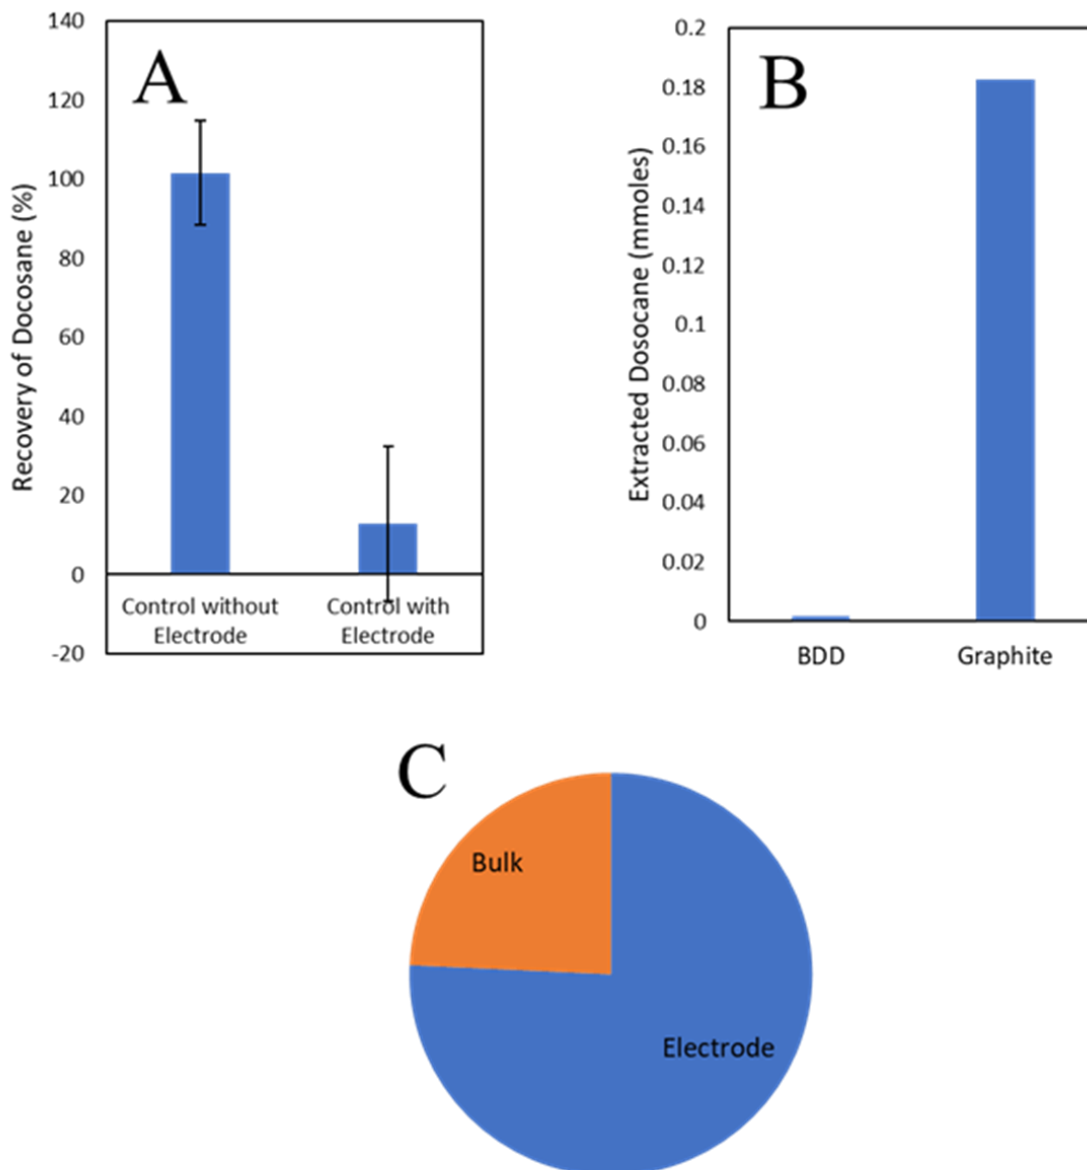 A
Recovery of Docosane (%)
140
120
100
80
60
40
20
0
-20
Control without
Electrode
Control with
Electrode
B
Extracted Dosocane (mmoles)
0.2
0.18
0.16
0.14
0.12
0.1
0.08
0.06
0.04
0.02
0
BDD
Graphite
C
Bulk
Electrode